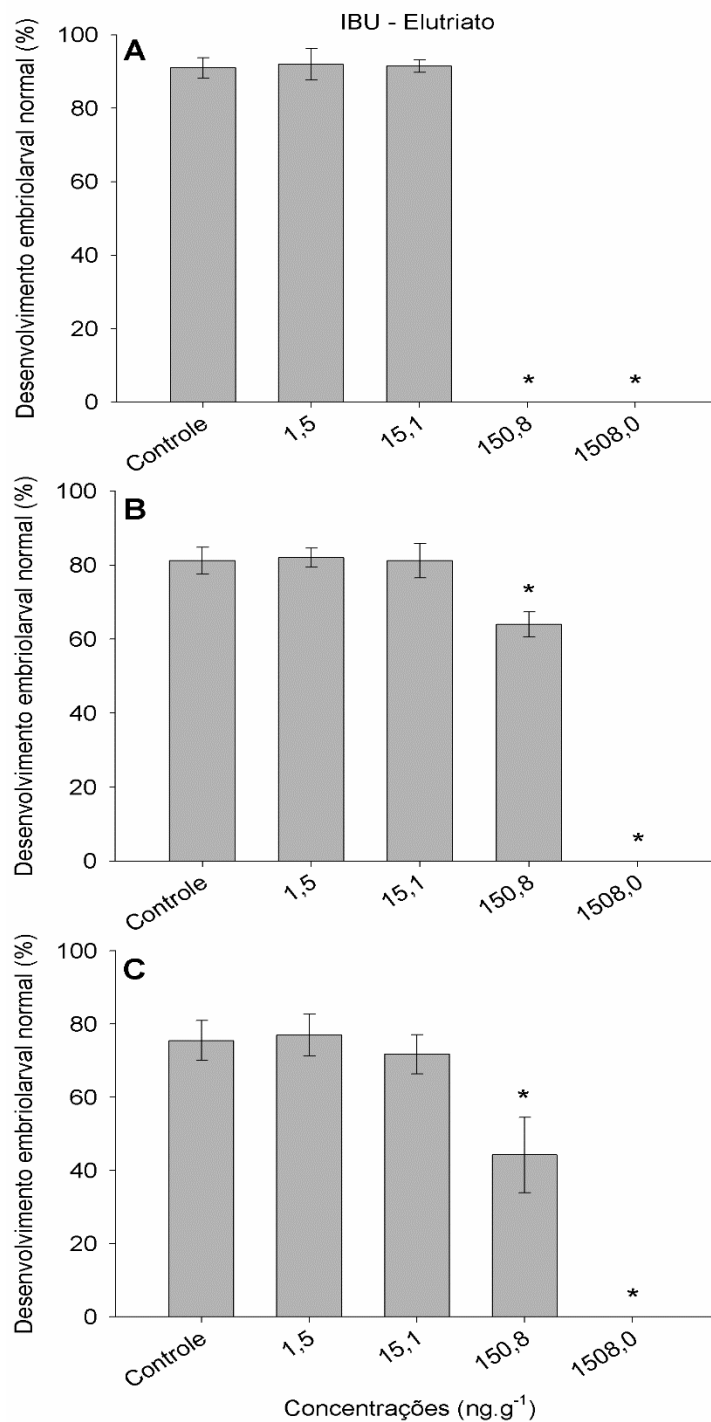 IBU - Elutriato
A
Desenvolvimento embriolarval normal (%)
100
80
60
40
20
0
* *
Controle 1,5 15,1 150,8 1508,0
B
Desenvolvimento embriolarval normal (%)
100
80
60
40
20
0
* *
Controle 1,5 15,1 150,8 1508,0
C
Desenvolvimento embriolarval normal (%)
100
80
60
40
20
0
* *
Controle 1,5 15,1 150,8 1508,0
Concentrações (ng.g⁻¹)